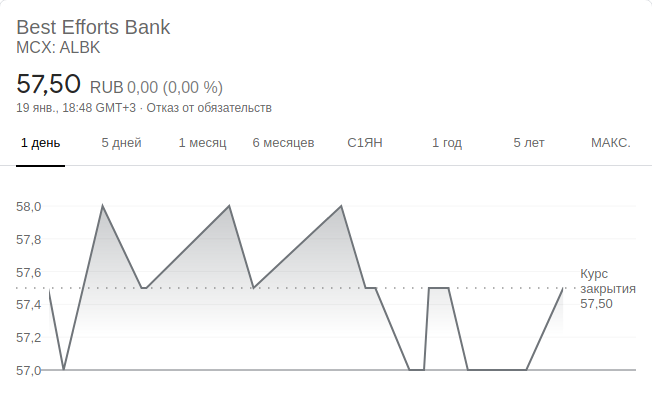 Best Efforts Bank
MCX: ALBK
57,50 RUB 0,00 (0,00 %)
19 янв., 18:48 GMT+3 · Отказ от обязательств
1 день 5 дней 1 месяц 6 месяцев С1ЯН 1 год 5 лет МАКС.
58,0
57,8
57,6
57,4
57,2
57,0
Курс
закрытия
57,50